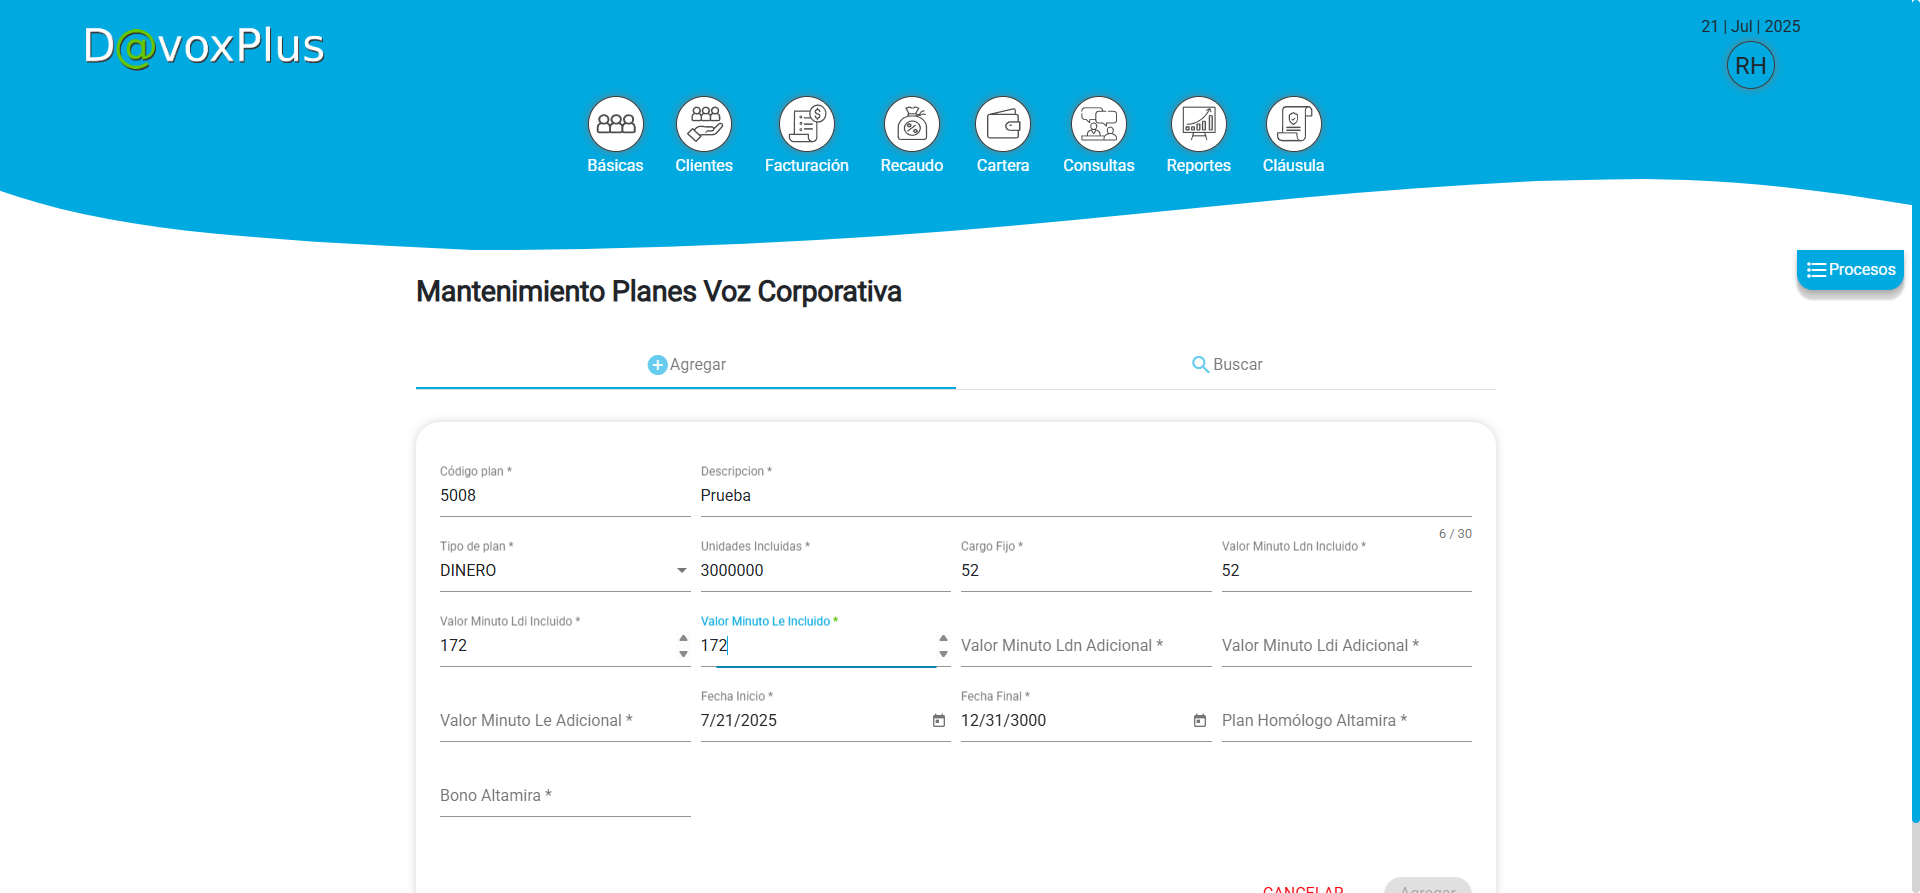 D@voxPlus
21 | Jul | 2025
RH
Básicas Clientes Facturación Recaudo Cartera Consultas Reportes Cláusula
Procesos
Mantenimiento Planes Voz Corporativa
Agregar Buscar
Código plan * Descripcion *
5008 Prueba
6 / 30
Tipo de plan * Unidades Incluidas * Cargo Fijo * Valor Minuto Ldn Incluido *
DINERO 3000000 52 52
Valor Minuto Ldi Incluido * Valor Minuto Le Incluido *
172 172 Valor Minuto Ldn Adicional * Valor Minuto Ldi Adicional *
Fecha Inicio * Fecha Final *
Valor Minuto Le Adicional * 7/21/2025 12/31/3000 Plan Homólogo Altamira *
Bono Altamira *
CANCELAR Agregar